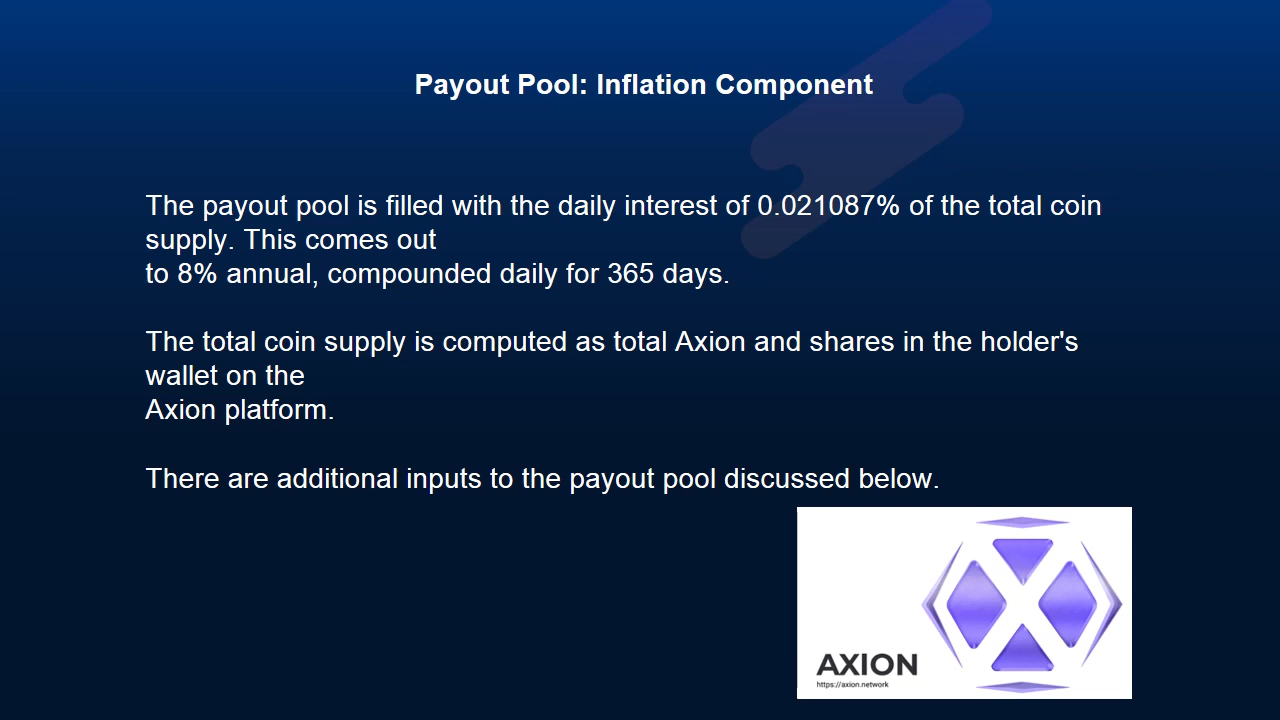 Payout Pool: Inflation Component
The payout pool is filled with the daily interest of 0.021087% of the total coin
supply. This comes out
to 8% annual, compounded daily for 365 days.
The total coin supply is computed as total Axion and shares in the holder's
wallet on the
Axion platform.
There are additional inputs to the payout pool discussed below.
AXION
https://axion.network